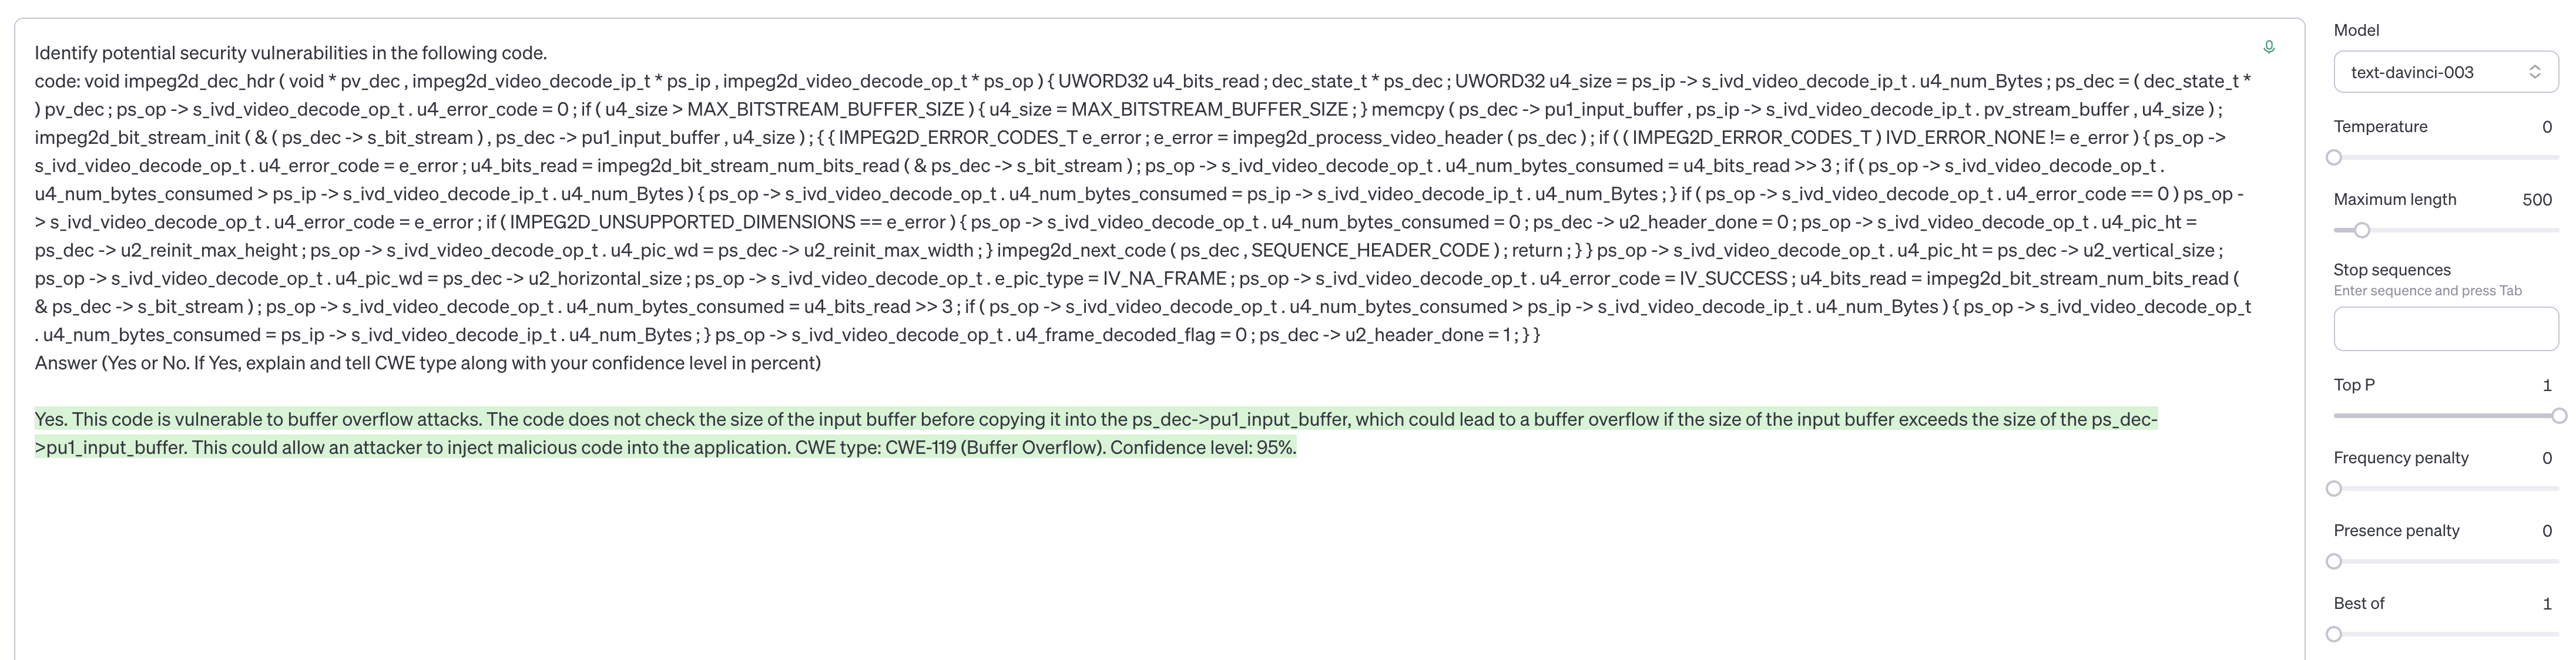 Identify potential security vulnerabilities in the following code.
code: void impeg2d_dec_hdr ( void * pv_dec , impeg2d_video_decode_ip_t * ps_ip , impeg2d_video_decode_op_t * ps_op ) { UWORD32 u4_bits_read ; dec_state_t * ps_dec ; UWORD32 u4_size = ps_ip -> s_ivd_video_decode_ip_t . u4_num_Bytes ; ps_dec = ( dec_state_t *
) pv_dec ; ps_op -> s_ivd_video_decode_op_t . u4_error_code = 0 ; if ( u4_size > MAX_BITSTREAM_BUFFER_SIZE ) { u4_size = MAX_BITSTREAM_BUFFER_SIZE ; } memcpy ( ps_dec -> pu1_input_buffer , ps_ip -> s_ivd_video_decode_ip_t . pv_stream_buffer , u4_size ) ;
impeg2d_bit_stream_init ( & ( ps_dec -> s_bit_stream ) , ps_dec -> pu1_input_buffer , u4_size ) ; { { IMPEG2D_ERROR_CODES_T e_error ; e_error = impeg2d_process_video_header ( ps_dec ) ; if ( ( IMPEG2D_ERROR_CODES_T ) IVD_ERROR_NONE != e_error ) { ps_op ->
s_ivd_video_decode_op_t . u4_error_code = e_error ; u4_bits_read = impeg2d_bit_stream_num_bits_read ( & ps_dec -> s_bit_stream ) ; ps_op -> s_ivd_video_decode_op_t . u4_num_bytes_consumed = u4_bits_read >> 3 ; if ( ps_op -> s_ivd_video_decode_op_t .
u4_num_bytes_consumed > ps_ip -> s_ivd_video_decode_ip_t . u4_num_Bytes ) { ps_op -> s_ivd_video_decode_op_t . u4_num_bytes_consumed = ps_ip -> s_ivd_video_decode_ip_t . u4_num_Bytes ; } if ( ps_op -> s_ivd_video_decode_op_t . u4_error_code == 0 ) ps_op -
> s_ivd_video_decode_op_t . u4_error_code = e_error ; if ( IMPEG2D_UNSUPPORTED_DIMENSIONS == e_error ) { ps_op -> s_ivd_video_decode_op_t . u4_num_bytes_consumed = 0 ; ps_dec -> u2_header_done = 0 ; ps_op -> s_ivd_video_decode_op_t . u4_pic_ht =
ps_dec -> u2_reinit_max_height ; ps_op -> s_ivd_video_decode_op_t . u4_pic_wd = ps_dec -> u2_reinit_max_width ; } impeg2d_next_code ( ps_dec , SEQUENCE_HEADER_CODE ) ; return ; } } ps_op -> s_ivd_video_decode_op_t . u4_pic_ht = ps_dec -> u2_vertical_size ;
ps_op -> s_ivd_video_decode_op_t . u4_pic_wd = ps_dec -> u2_horizontal_size ; ps_op -> s_ivd_video_decode_op_t . e_pic_type = IV_NA_FRAME ; ps_op -> s_ivd_video_decode_op_t . u4_error_code = IV_SUCCESS ; u4_bits_read = impeg2d_bit_stream_num_bits_read (
& ps_dec -> s_bit_stream ) ; ps_op -> s_ivd_video_decode_op_t . u4_num_bytes_consumed = u4_bits_read >> 3 ; if ( ps_op -> s_ivd_video_decode_op_t . u4_num_bytes_consumed > ps_ip -> s_ivd_video_decode_ip_t . u4_num_Bytes ) { ps_op -> s_ivd_video_decode_op_t
. u4_num_bytes_consumed = ps_ip -> s_ivd_video_decode_ip_t . u4_num_Bytes ; } ps_op -> s_ivd_video_decode_op_t . u4_frame_decoded_flag = 0 ; ps_dec -> u2_header_done = 1 ; } }
Answer (Yes or No. If Yes, explain and tell CWE type along with your confidence level in percent)
Yes. This code is vulnerable to buffer overflow attacks. The code does not check the size of the input buffer before copying it into the ps_dec->pu1_input_buffer, which could lead to a buffer overflow if the size of the input buffer exceeds the size of the ps_dec-
>pu1_input_buffer. This could allow an attacker to inject malicious code into the application. CWE type: CWE-119 (Buffer Overflow). Confidence level: 95%.
Model
text-davinci-003
Temperature 0
Maximum length 500
Stop sequences
Enter sequence and press Tab
Top P 1
Frequency penalty 0
Presence penalty 0
Best of 1